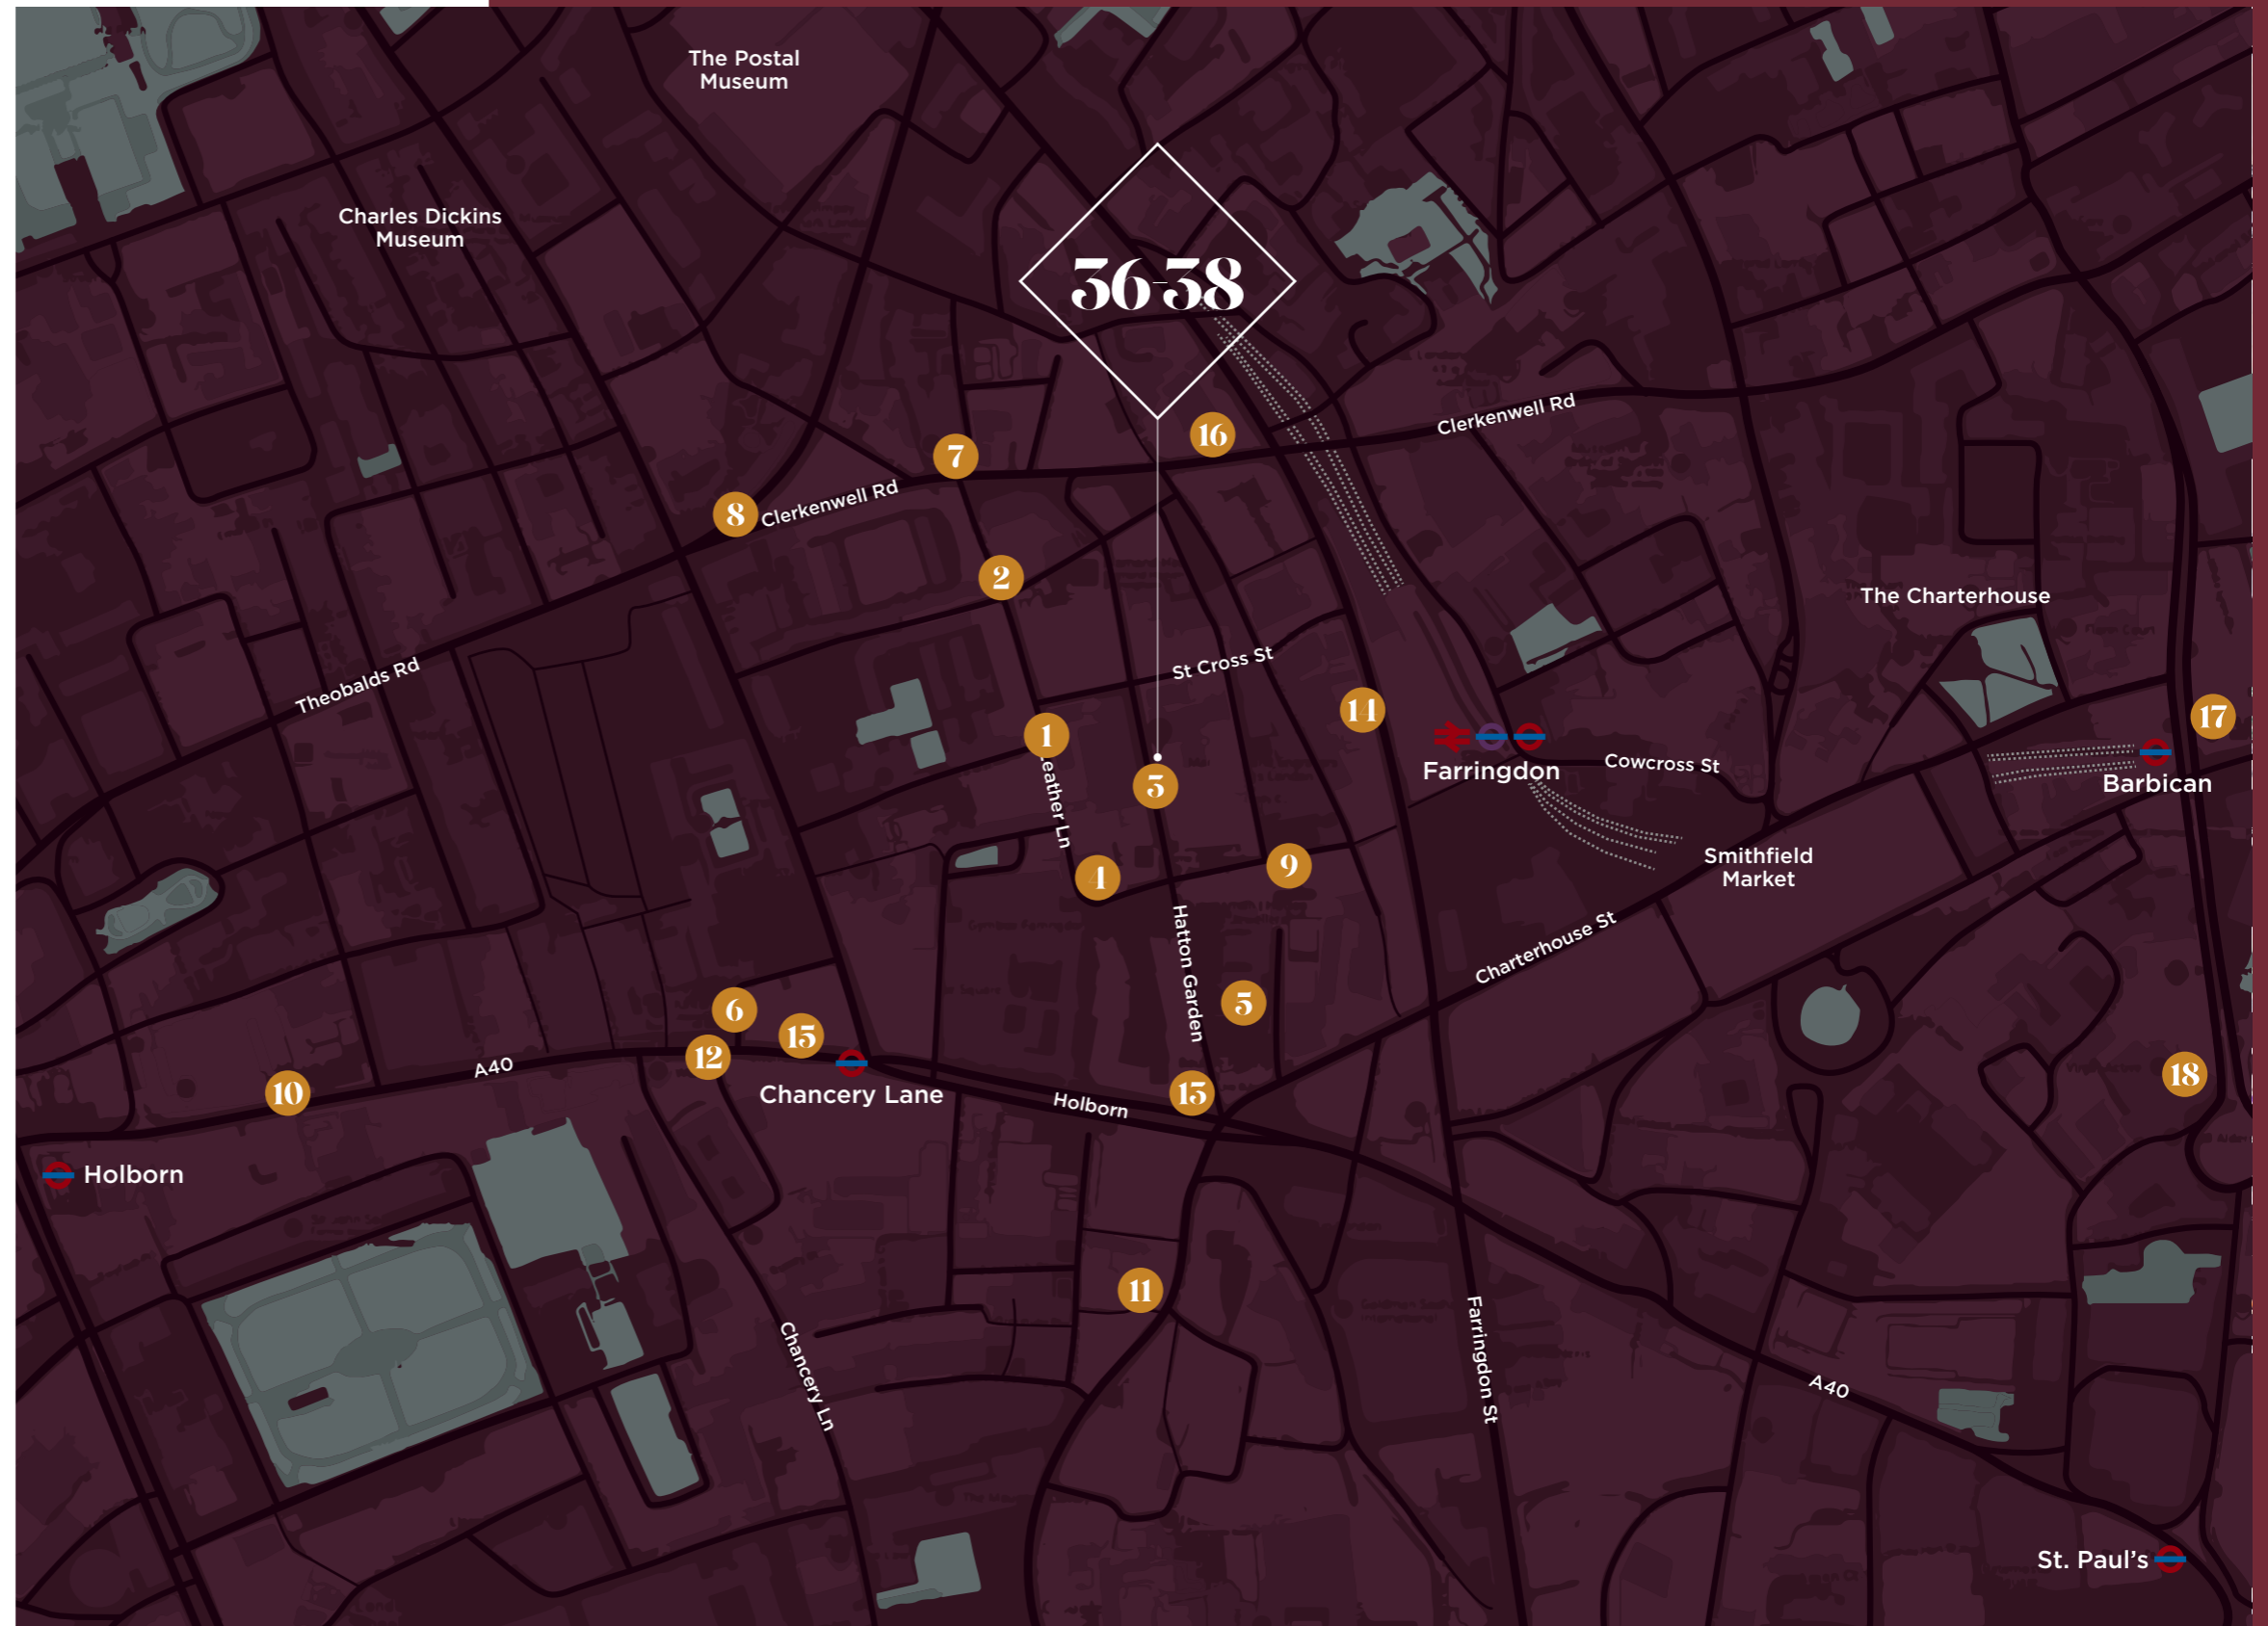 The Postal
Museum
Charles Dickins
Museum
36-38
Clerkenwell Rd
16
7
Clerkenwell Rd
8
2
The Charterhouse
St Cross St
Theobalds Rd
1
14
17
Farringdon
Cowcross St
Barbican
3
Leather Ln
Smithfield
Market
9
4
Hatton Garden
Charterhouse St
5
6
15
12
A40
10
Chancery Lane
Holborn
13
18
Holborn
11
Chancery Ln
Farringdon St
A40
St. Paul's